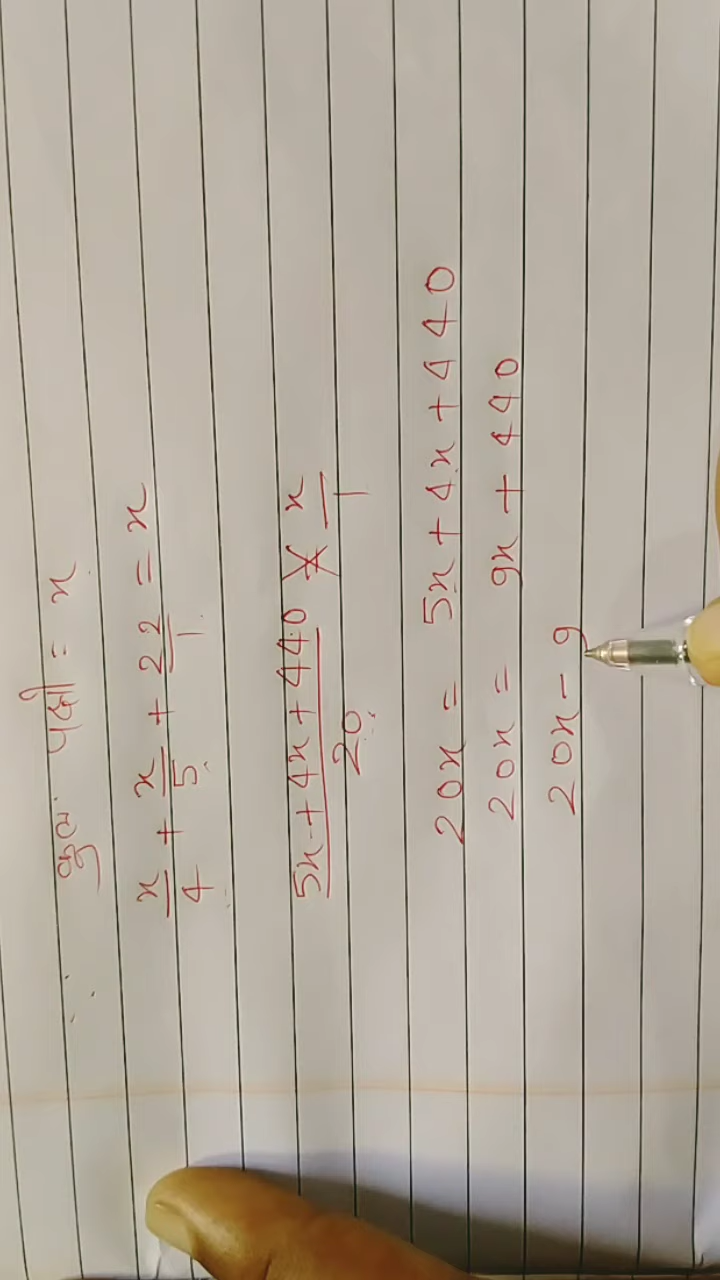 कुल पक्षी = x
x/4 + x/5 + 22/1 = x
5x + 4x + 440/20 × x/1
20x = 5x + 4x + 440
20x = 9x + 440
20x - 9